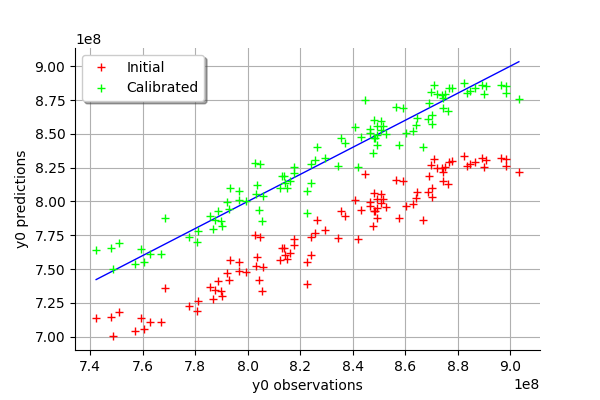 1e8
Initial
Calibrated
9.00
8.75
8.50
8.25
8.00
7.75
7.50
7.25
7.00
y0 predictions
7.4 7.6 7.8 8.0 8.2 8.4 8.6 8.8 9.0
y0 observations
1e8